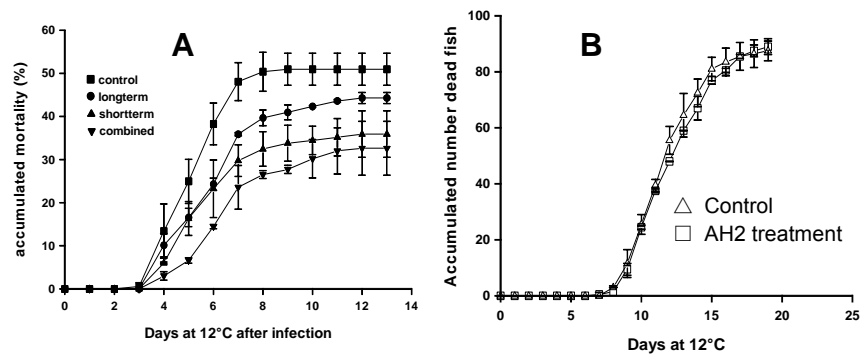 A
accumulated mortality (%)
60
50
40
30
20
10
0
control
longterm
shortterm
combined
0 2 4 6 8 10 12 14
Days at 12°C after infection
B
Accumulated number dead fish
100
80
60
40
20
0
Control
AH2 treatment
0 5 10 15 20 25
Days at 12°C